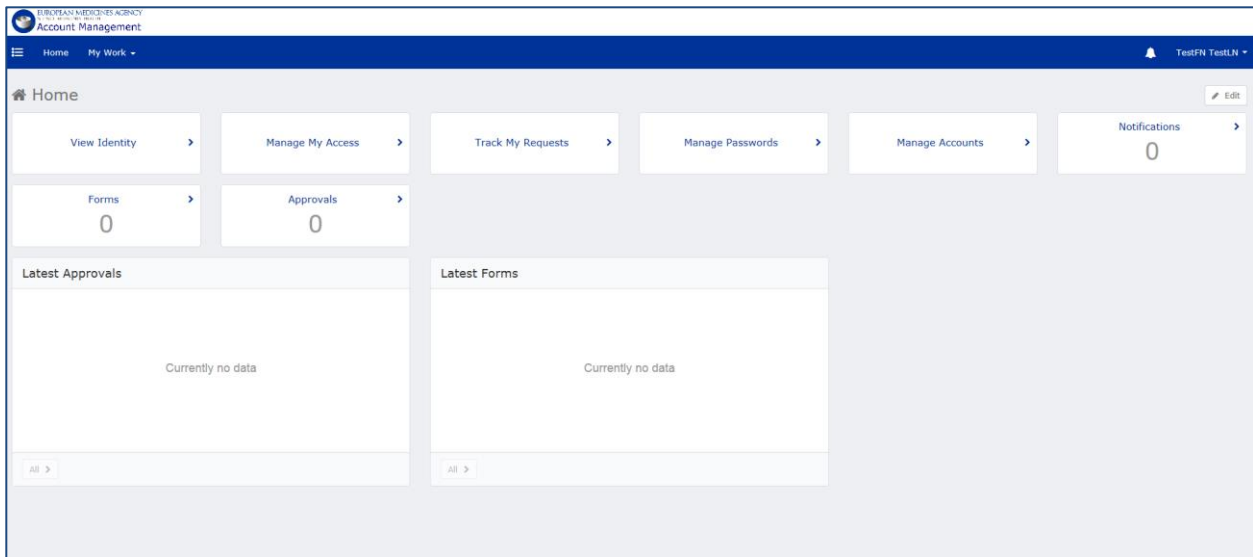 EUROPEAN MEDICINES AGENCY
Account Management
Home My Work TestFN TestLN
Home Edit
View Identity Manage My Access Track My Requests Manage Passwords Manage Accounts Notifications
0
Forms Approvals
0 0
Latest Approvals Latest Forms
Currently no data Currently no data
All All